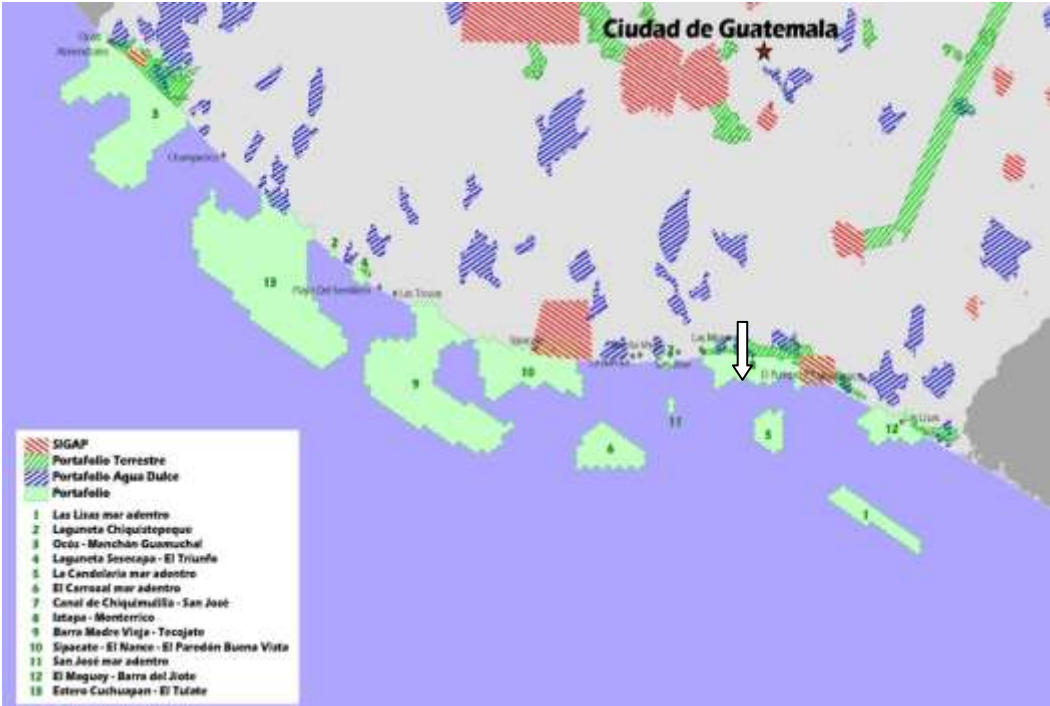 Ciudad de Guatemala
Ocos
3
Champerico
2
4
13
Las Trozas
10
9
7
11
5
6
12
1
SIGAP
Portafolio Terrestre
Portafolio Agua Dulce
Portafolio
1 Las Lisas mar adentro
2 Laguneta Chiquistepeque
3 Ocós - Manchón Guamuchal
4 Laguneta Sesecapa - El Triunfo
5 La Candelaria mar adentro
6 El Carrozal mar adentro
7 Canal de Chiquimulilla - San José
8 Iztapa - Monterrico
9 Barra Madre Vieja - Tecojate
10 Sipacate - El Nance - El Paredón Buena Vista
11 San José mar adentro
12 El Maguey - Barra del Jiote
13 Estero Cuchuapan - El Tulate